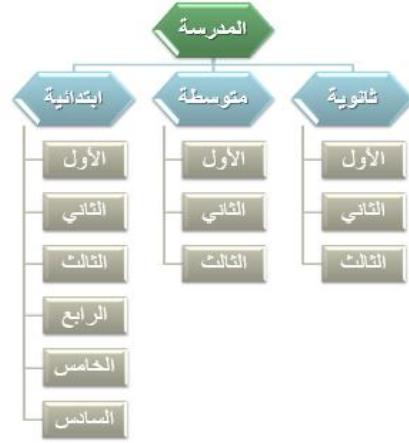 المدرسة
ثانوية
متوسطة
ابتدائية
الأول
الأول
الأول
الثاني
الثاني
الثاني
الثالث
الثالث
الثالث
الرابع
الخامس
السادس